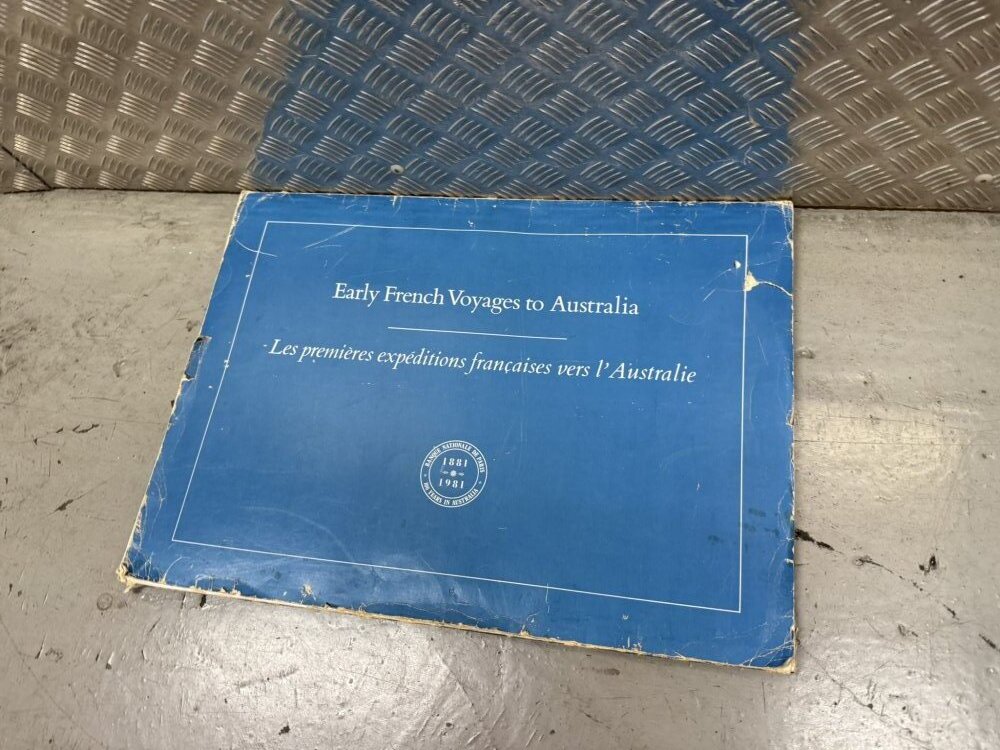 Early French Voyages to Australia
Les premières expéditions françaises vers l'Australie
BANQUE NATIONALE DE PARIS
1881
1981
100 YEARS IN AUSTRALIA